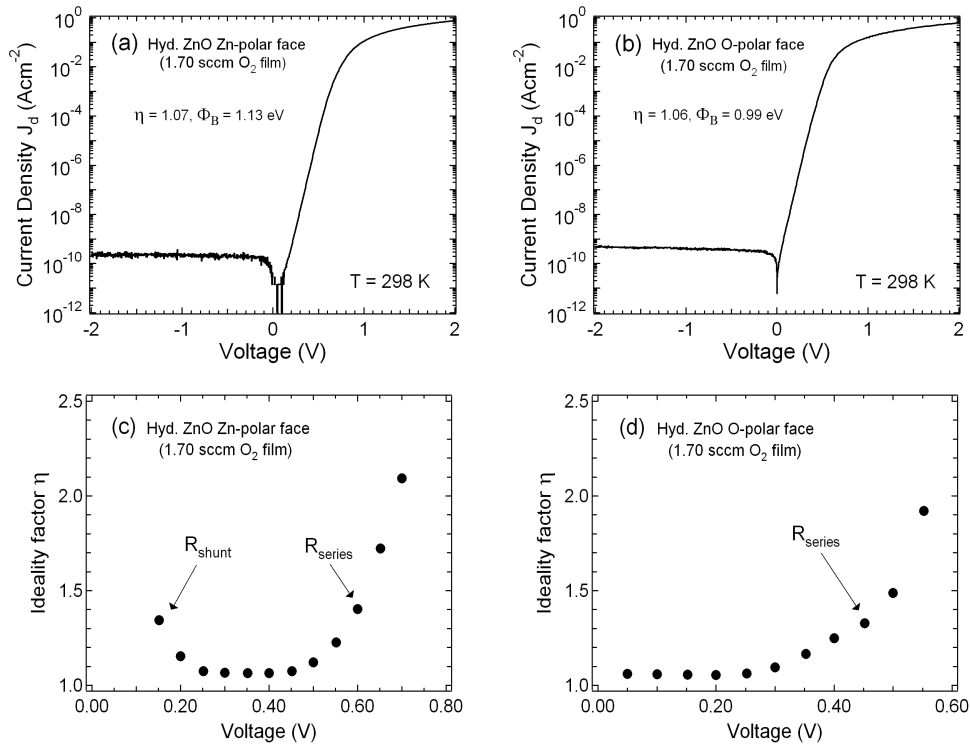 (a) Hyd. ZnO Zn-polar face
(1.70 sccm O2 film)
η = 1.07, ΦB = 1.13 eV
T = 298 K
Current Density Jd (Acm-2)
10^0
10^-2
10^-4
10^-6
10^-8
10^-10
10^-12
-2 -1 0 1 2
Voltage (V)
(b) Hyd. ZnO O-polar face
(1.70 sccm O2 film)
η = 1.06, ΦB = 0.99 eV
T = 298 K
Current Density Jd (Acm-2)
10^0
10^-2
10^-4
10^-6
10^-8
10^-10
10^-12
-2 -1 0 1 2
Voltage (V)
(c) Hyd. ZnO Zn-polar face
(1.70 sccm O2 film)
Rshunt
Rseries
Ideality factor η
2.5
2.0
1.5
1.0
0.00 0.20 0.40 0.60 0.80
Voltage (V)
(d) Hyd. ZnO O-polar face
(1.70 sccm O2 film)
Rseries
Ideality factor η
2.5
2.0
1.5
1.0
0.00 0.20 0.40 0.60
Voltage (V)